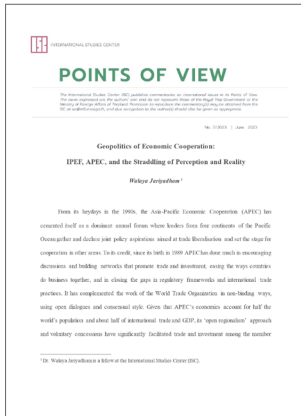 INTERNATIONAL STUDIES CENTER
POINTS OF VIEW
The International Studies Center (ISC) publishes commentaries on international issues in its Points of View.
The views expressed are the authors' own and do not represent those of the Royal Thai Government or the
Ministry of Foreign Affairs of Thailand. Permission to reproduce the commentary(s) may be obtained from the
ISC at
and due recognition to the author(s) should be given as appropriate.
June 2023
Geopolitics of Economic Cooperation:
IPEF, APEC, and the Straddling of Perception and Reality
Walaya Jariyadham ¹
From its heydays in the 1990s, the Asia-Pacific Economic Cooperation (APEC) has
cemented itself as a dominant annual forum where leaders from four continents of the Pacific
Ocean gather and declare joint policy aspirations aimed at trade liberalisation and set the stage for
cooperation in other areas. To its credit, since its birth in 1989 APEC has done much in encouraging
discussions and building networks that promote trade and investment, easing the ways countries
do business together, and in closing the gaps in regulatory frameworks and international trade
practices. It has complemented the work of the World Trade Organization in non-binding ways,
using open dialogues and consensual style. Given that APEC's economies account for half the
world's population and about half of international trade and GDP, its 'open regionalism' approach
and voluntary concessions have significantly facilitated trade and investment among the member
¹ Dr. Walaya Jariyadham is a fellow at the International Studies Center (ISC).